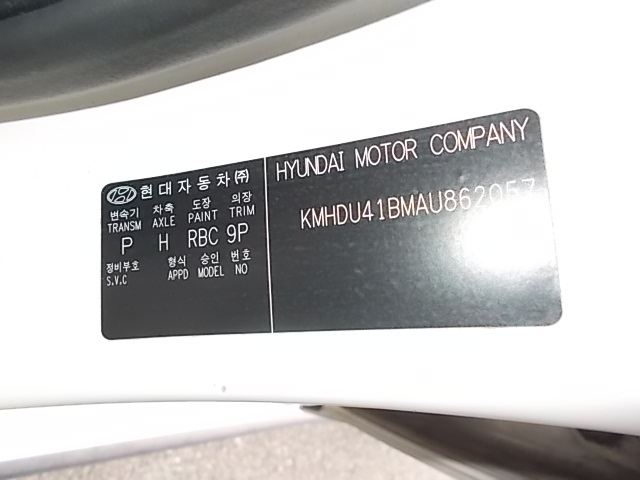 현대자동차㈜
변속기 차축 도장 의장
TRANSM AXLE PAINT TRIM
P H RBC 9P
정비부호 형식 승인 번호
S.V.C APPD MODEL NO
HYUNDAI MOTOR COMPANY
KMHDU41BMAU862057